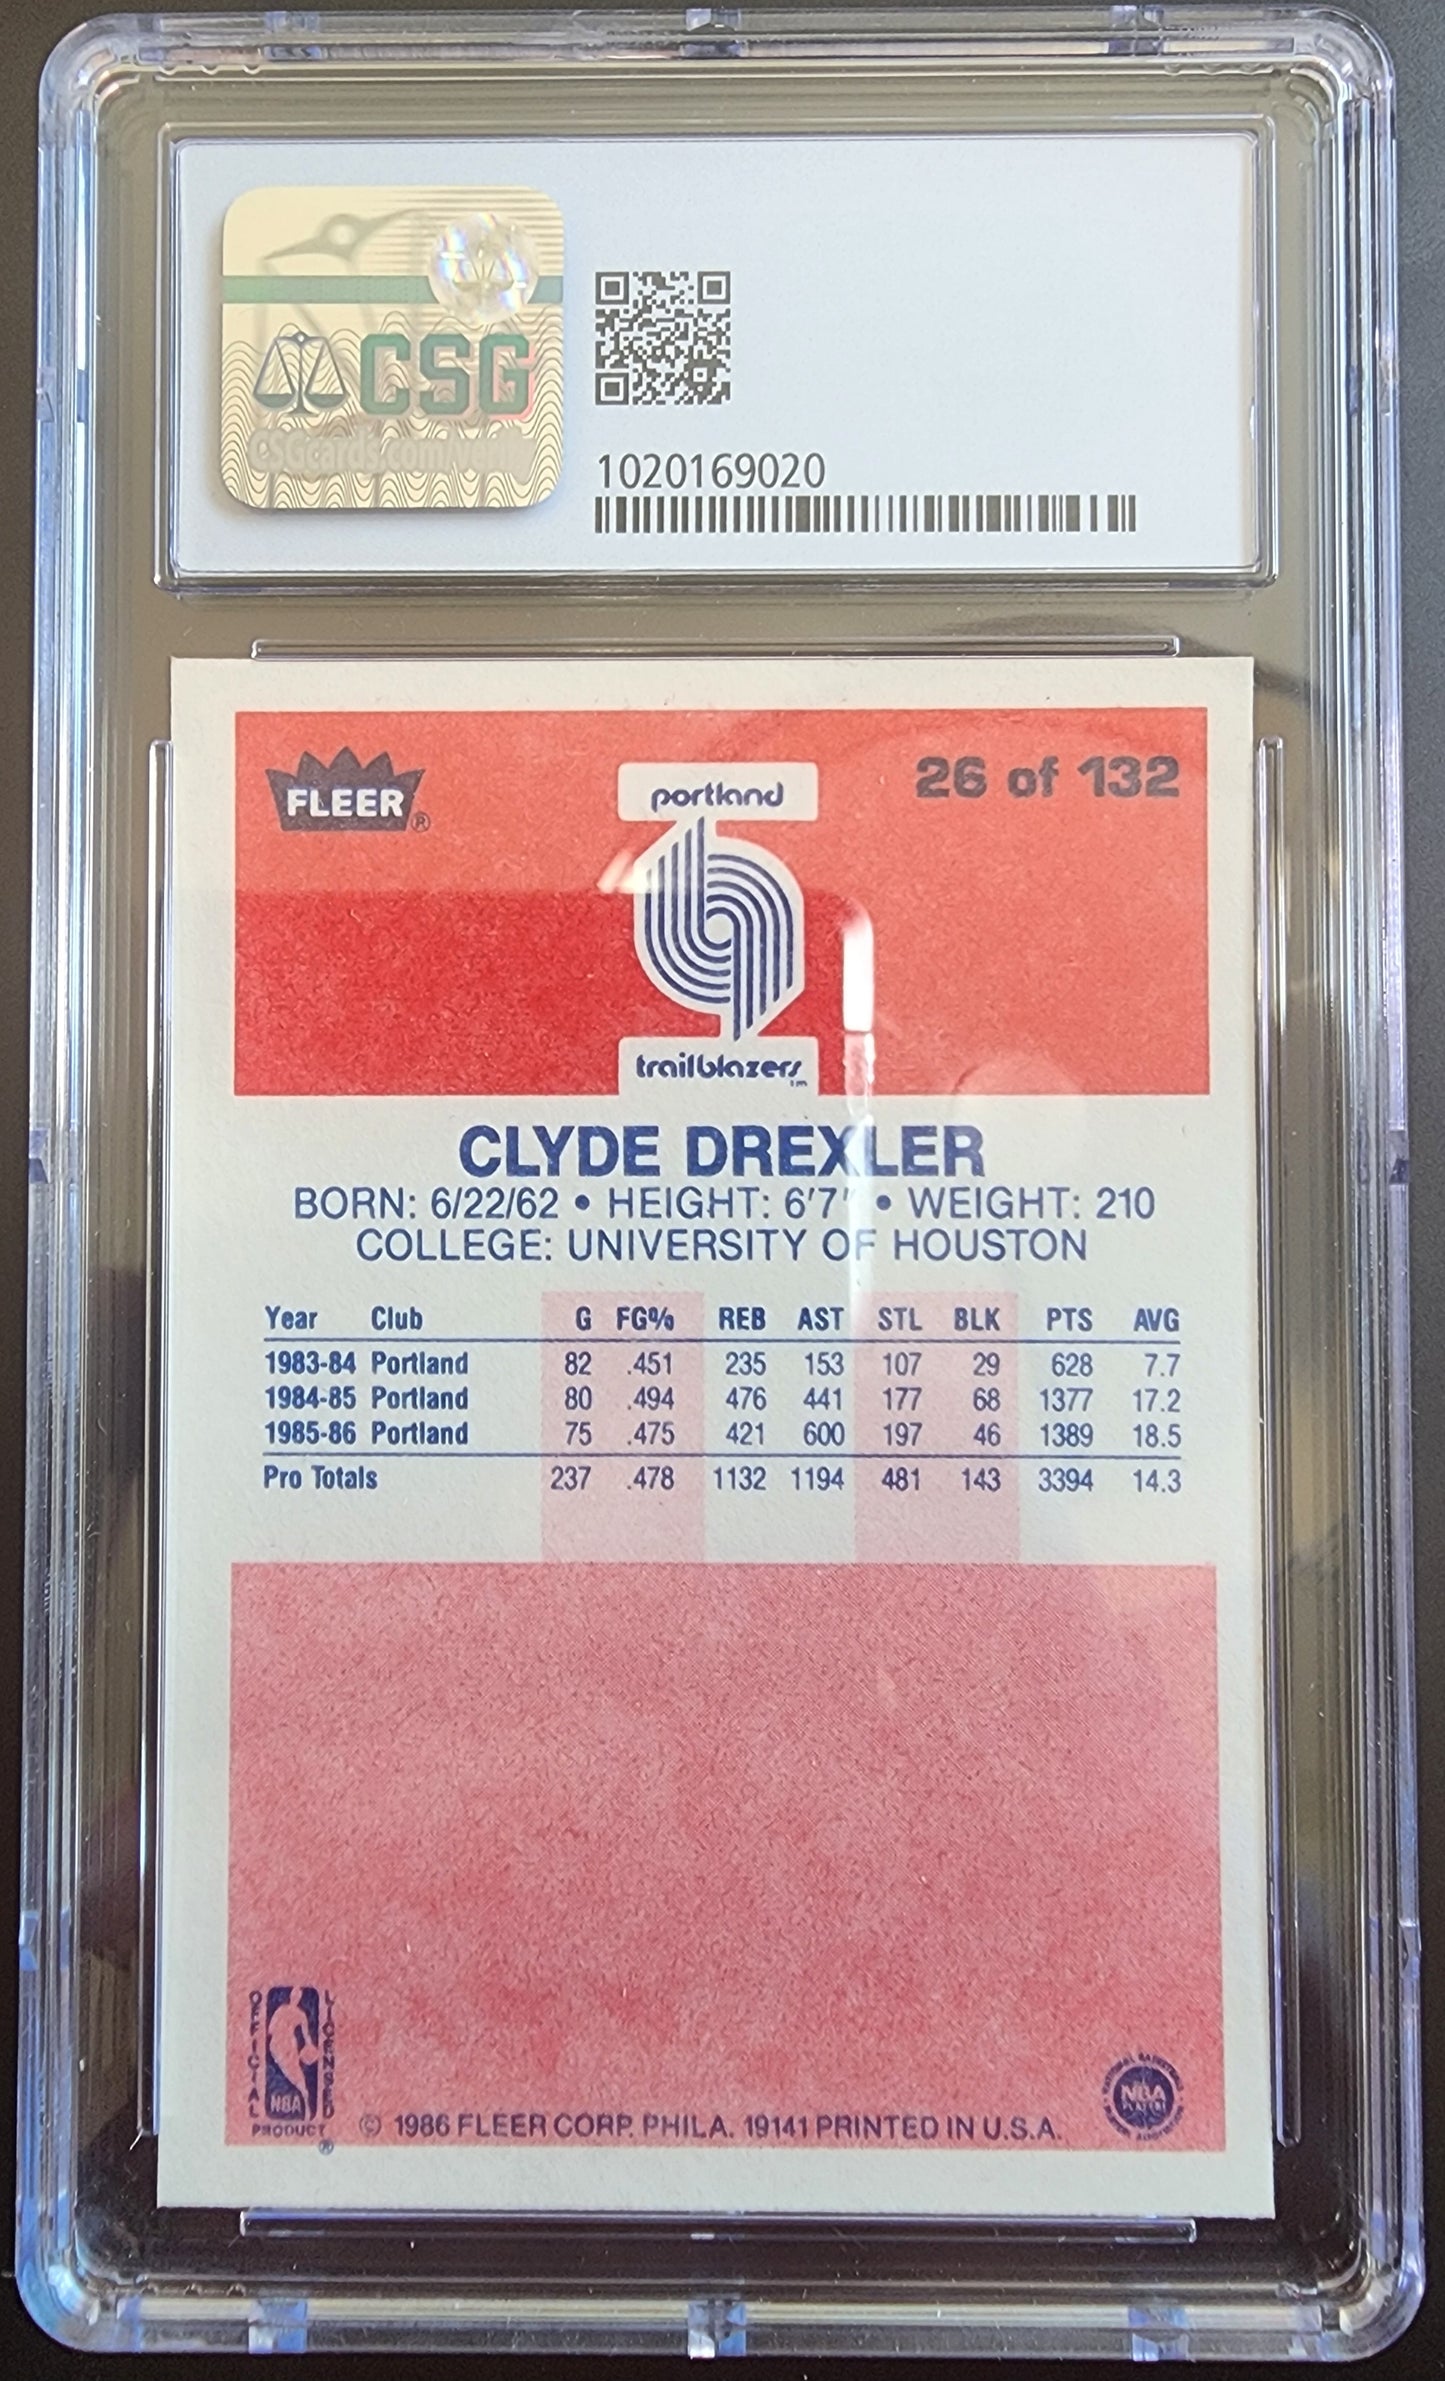 CSG
CSGcards.com/verify
1020169020
FLEER®
portland
26 of 132
trailblazers
TM
CLYDE DREXLER
BORN: 6/22/62 • HEIGHT: 6'7" • WEIGHT: 210
COLLEGE: UNIVERSITY OF HOUSTON
Year Club G FG% REB AST STL BLK PTS AVG
1983-84 Portland 82 .451 235 153 107 29 628 7.7
1984-85 Portland 80 .494 476 441 177 68 1377 17.2
1985-86 Portland 75 .475 421 600 197 46 1389 18.5
Pro Totals 237 .478 1132 1194 481 143 3394 14.3
OFFICIAL
NBA
LICENSED
PRODUCT
®
© 1986 FLEER CORP. PHILA. 19141 PRINTED IN U.S.A.
NBA